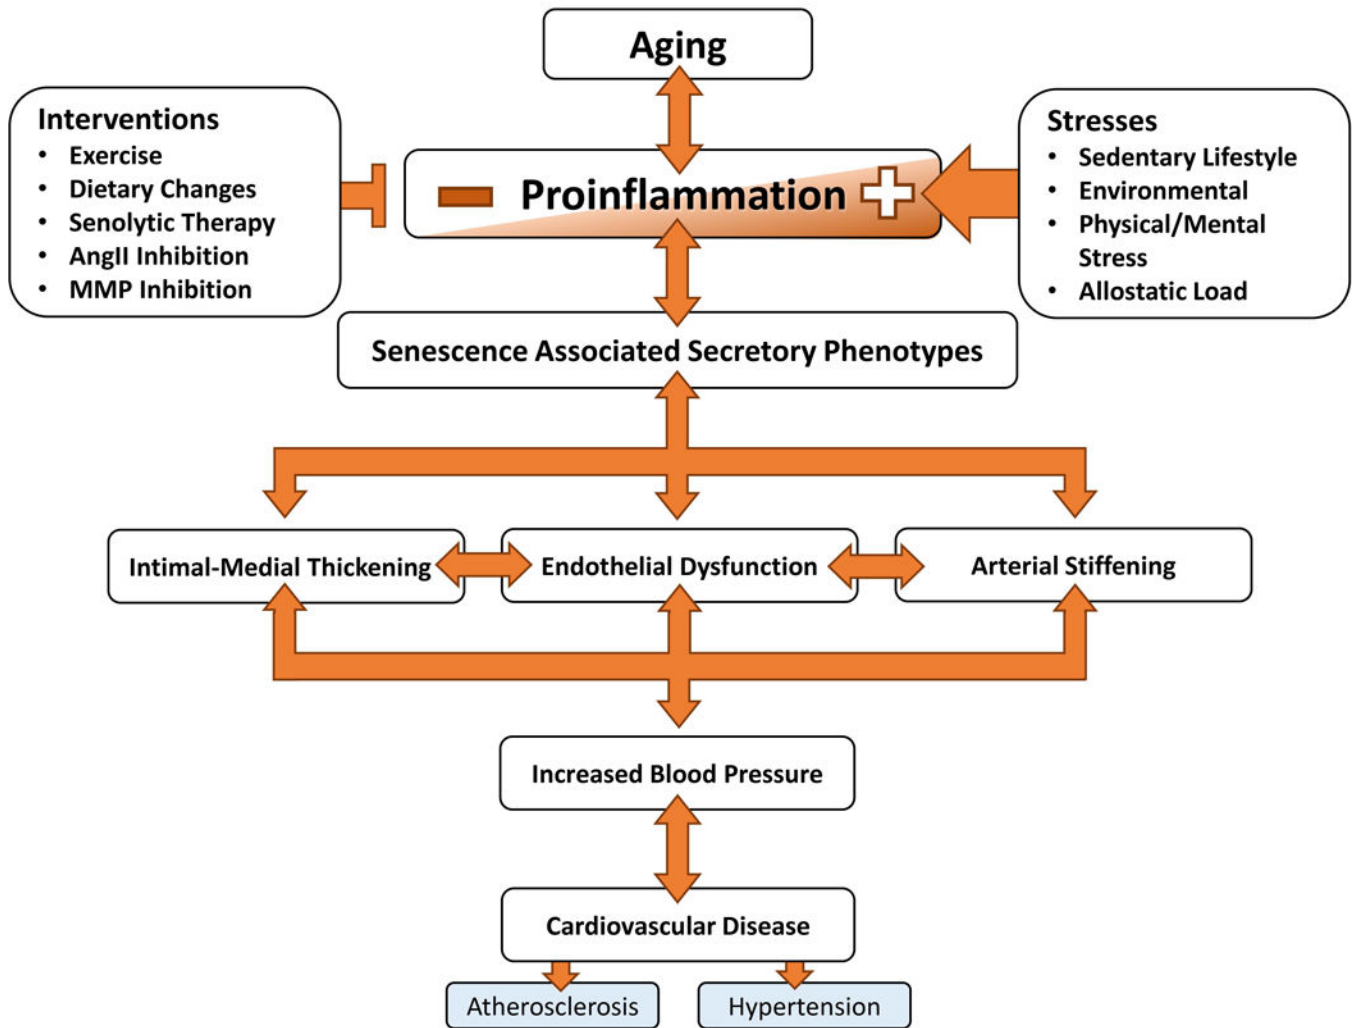 Aging
Interventions
• Exercise
• Dietary Changes
• Senolytic Therapy
• AngII Inhibition
• MMP Inhibition
Proinflammation
Stresses
• Sedentary Lifestyle
• Environmental
• Physical/Mental
Stress
• Allostatic Load
Senescence Associated Secretory Phenotypes
Intimal-Medial Thickening
Endothelial Dysfunction
Arterial Stiffening
Increased Blood Pressure
Cardiovascular Disease
Atherosclerosis
Hypertension